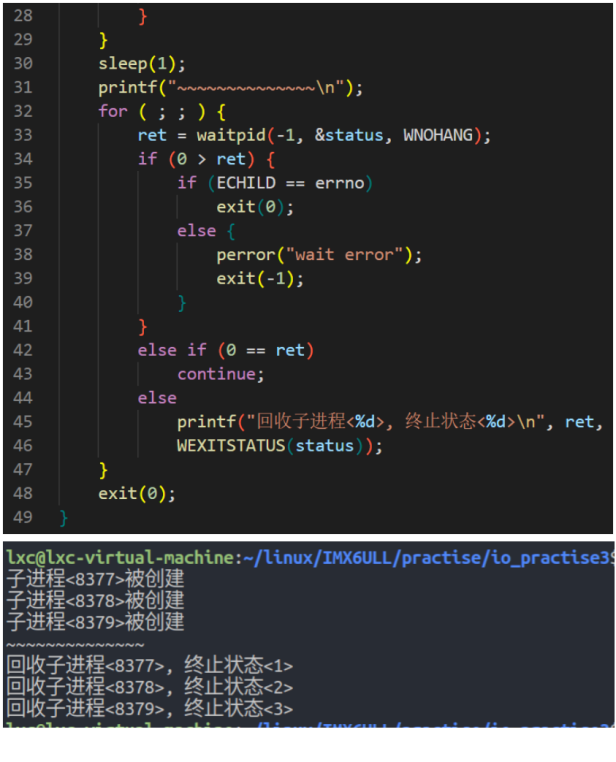 28 }
29 }
30 sleep(1);
31 printf("~~~~~~~~~~~~~~\n");
32 for ( ; ; ) {
33 ret = waitpid(-1, &status, WNOHANG);
34 if (0 > ret) {
35 if (ECHILD == errno)
36 exit(0);
37 else {
38 perror("wait error");
39 exit(-1);
40 }
41 }
42 else if (0 == ret)
43 continue;
44 else
45 printf("回收子进程<%d>, 终止状态<%d>\n", ret,
46 WEXITSTATUS(status));
47 }
48 exit(0);
49 }
lxc@lxc-virtual-machine:~/linux/IMX6ULL/practise/io_practise3$
子进程<8377>被创建
子进程<8378>被创建
子进程<8379>被创建
~~~~~~~~~~~~~~
回收子进程<8377>, 终止状态<1>
回收子进程<8378>, 终止状态<2>
回收子进程<8379>, 终止状态<3>